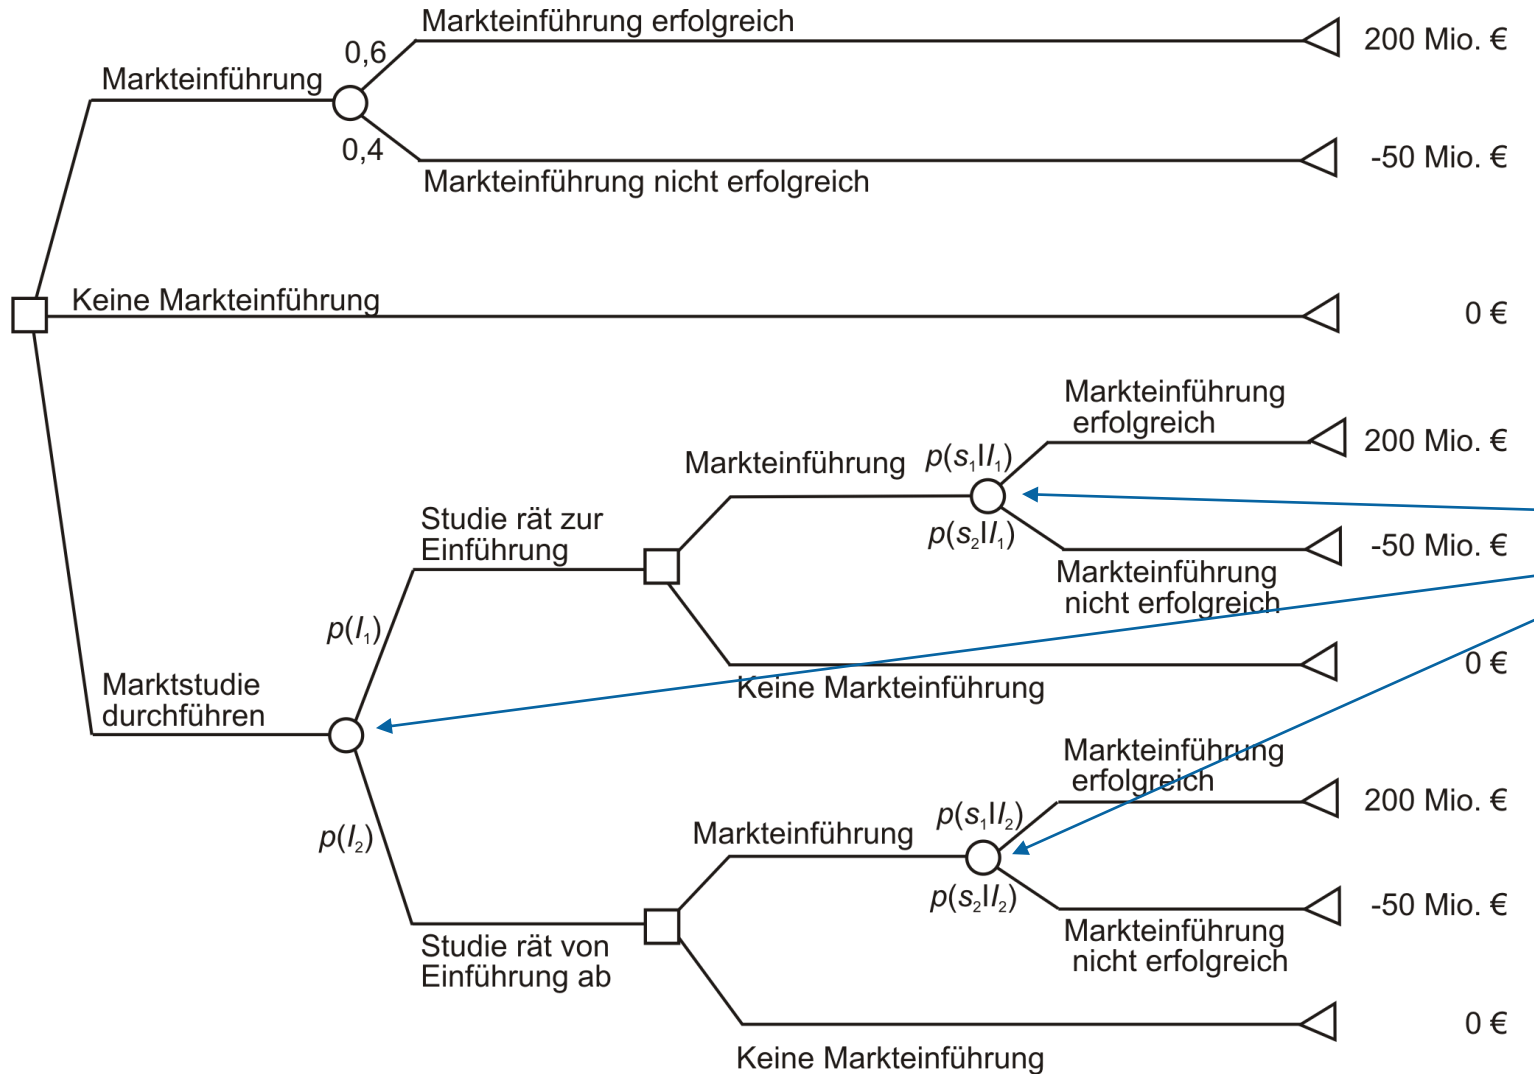 Markteinführung erfolgreich
0,6
200 Mio. €
Markteinführung
0,4
-50 Mio. €
Markteinführung nicht erfolgreich
Keine Markteinführung
0 €
Markteinführung
erfolgreich
200 Mio. €
Markteinführung
p(s₁|I₁)
Studie rät zur
Einführung
p(s₂|I₁)
-50 Mio. €
Markteinführung
nicht erfolgreich
p(I₁)
0 €
Keine Markteinführung
Marktstudie
durchführen
Markteinführung
erfolgreich
200 Mio. €
p(s₁|I₂)
Markteinführung
p(I₂)
p(s₂|I₂)
-50 Mio. €
Markteinführung
nicht erfolgreich
Studie rät von
Einführung ab
0 €
Keine Markteinführung